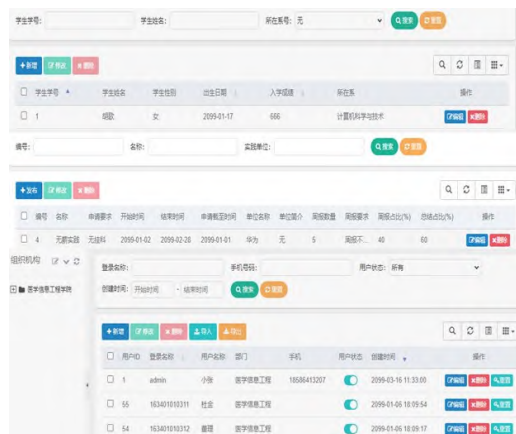 学生学号: 学生姓名: 所在系号: 无 搜索 重置
+新增 修改 ×删除
学生学号 学生姓名 学生性别 出生日期 入学成绩 所在系 操作
1 胡歌 女 2099-01-17 666 计算机科学与技术 编辑 ×删除
编号: 名称: 实践单位: 搜索 重置
+发布 修改 ×删除
编号 名称 申请要求 开始时间 结束时间 申请截至时间 单位名称 单位简介 周报数量 周报要求 周报占比(%) 总结占比(%) 操作
4 无薪实践 无挂科 2099-01-02 2099-02-28 2099-01-01 华为 无 5 周报不... 40 60 编辑 ×删除
组织机构
医学信息工程学院
登录名称: 手机号码: 用户状态: 所有
创建时间: 开始时间 - 结束时间 搜索 重置
+新增 修改 ×删除 导入 导出
用户ID 登录名称 用户名称 部门 手机 用户状态 创建时间 操作
1 admin 小张 医学信息工程 18586413207 2099-03-16 11:33:00 编辑 ×删除 重置
55 163401010311 杜金 医学信息工程 2099-01-06 18:09:54 编辑 ×删除 重置
54 163401010312 董理 医学信息工程 2099-01-06 18:09:17 编辑 ×删除 重置